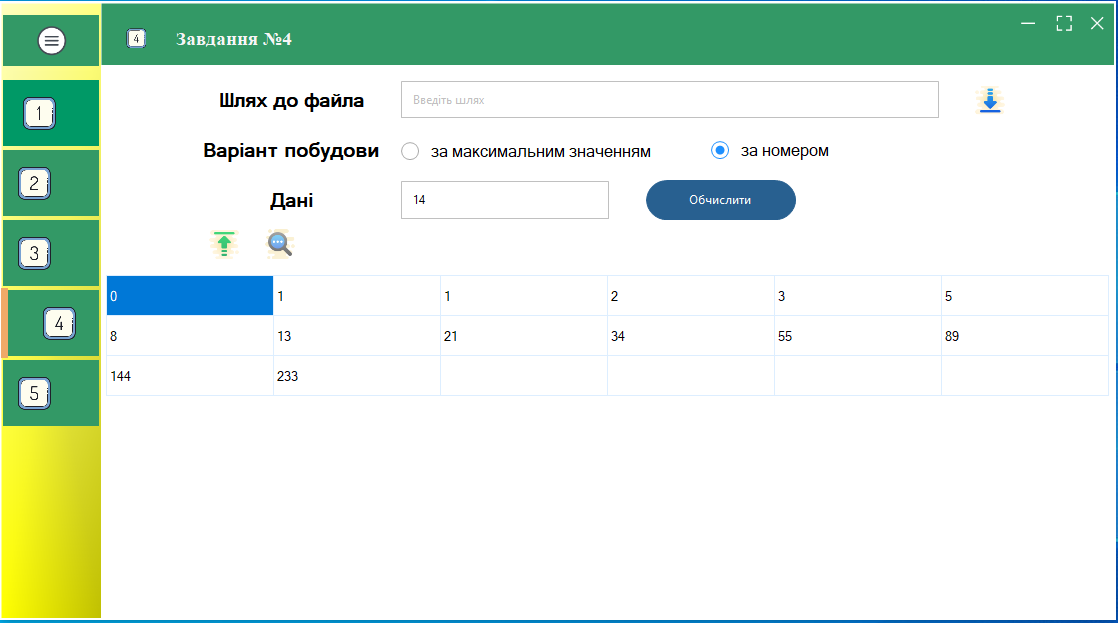 4 Завдання №4
1
2
3
4
5
Шлях до файла Введіть шлях
Варіант побудови за максимальним значенням за номером
Дані 14 Обчислити
0 1 1 2 3 5
8 13 21 34 55 89
144 233